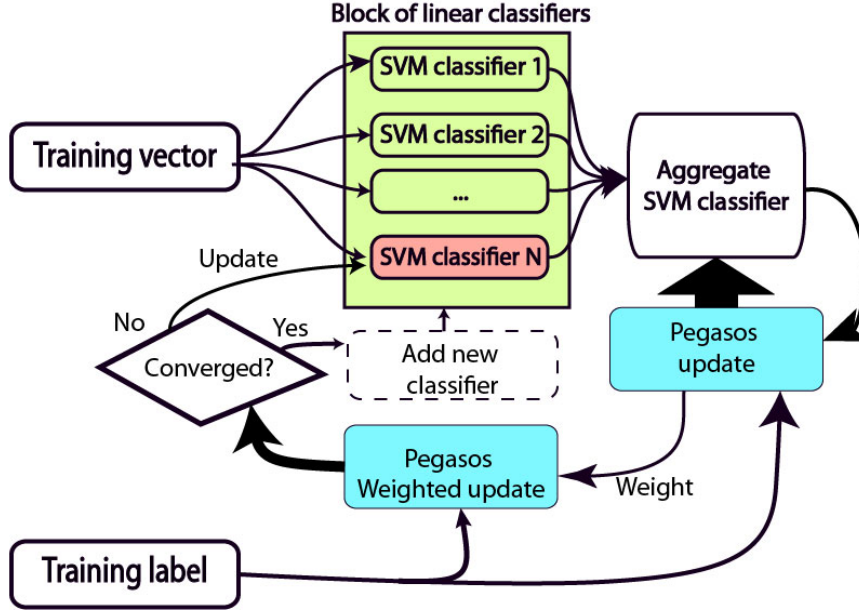 Block of linear classifiers
SVM classifier 1
SVM classifier 2
...
SVM classifier N
Training vector
Aggregate
SVM classifier
Update
No
Yes
Converged?
Add new
classifier
Pegasos
update
Pegasos
Weighted update
Weight
Training label